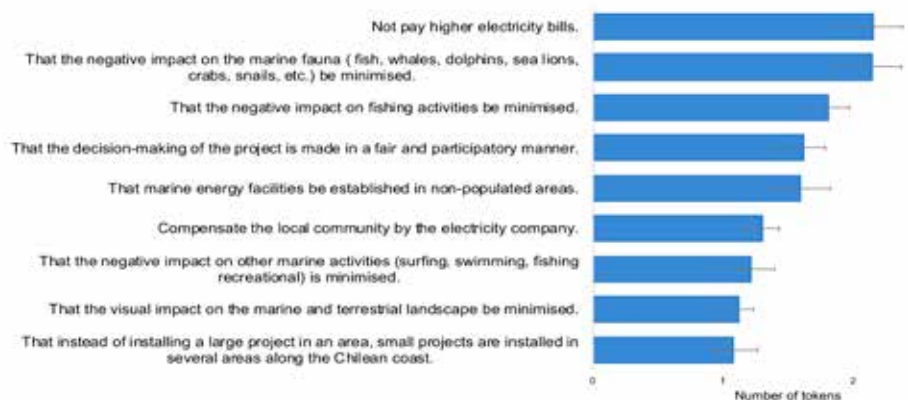 Not pay higher electricity bills.
That the negative impact on the marine fauna ( fish, whales, dolphins, sea lions,
crabs, snails, etc.) be minimised.
That the negative impact on fishing activities be minimised.
That the decision-making of the project is made in a fair and participatory manner.
That marine energy facilities be established in non-populated areas.
Compensate the local community by the electricity company.
That the negative impact on other marine activities (surfing, swimming, fishing
recreational) is minimised.
That the visual impact on the marine and terrestrial landscape be minimised.
That instead of installing a large project in an area, small projects are installed in
several areas along the Chilean coast.
0 1 2
Number of tokens